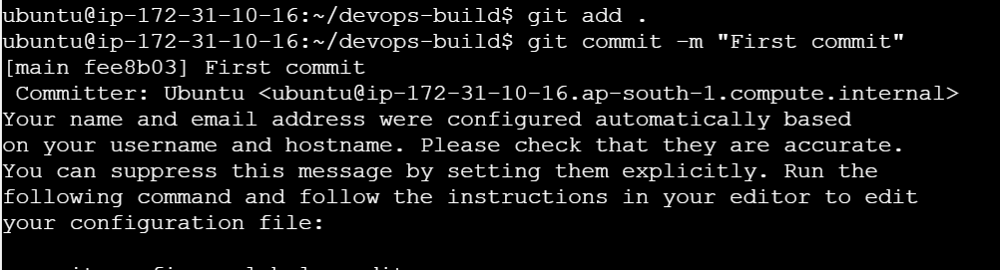 ubuntu@ip-172-31-10-16:~/devops-build$ git add .
ubuntu@ip-172-31-10-16:~/devops-build$ git commit -m "First commit"
[main fee8b03] First commit
 Committer: Ubuntu <ubuntu@ip-172-31-10-16.ap-south-1.compute.internal>
Your name and email address were configured automatically based
on your username and hostname. Please check that they are accurate.
You can suppress this message by setting them explicitly. Run the
following command and follow the instructions in your editor to edit
your configuration file: